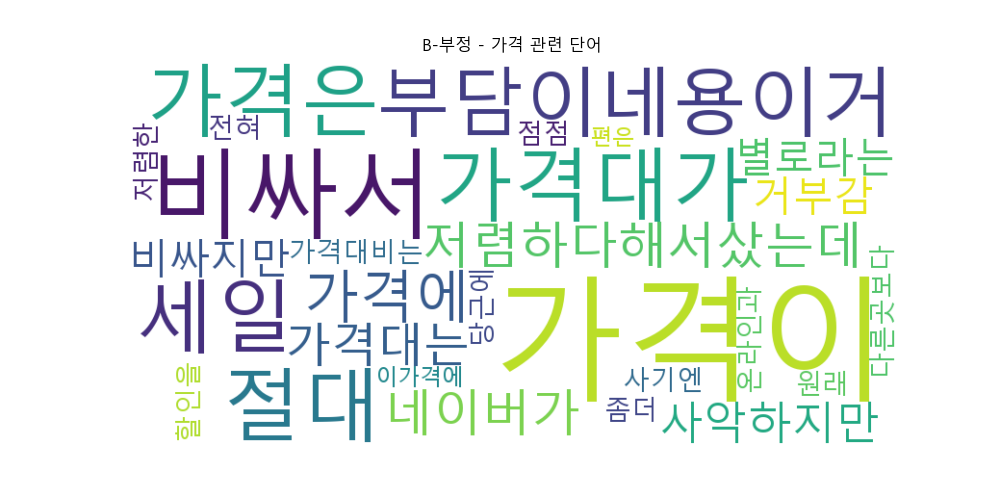 B-부정 - 가격 관련 단어
가격은 부담이네용이거
저렴한 전혀 점점 편은
비싸서 가격대가 별로라는
거부감
비싸지만 가격대비는 저렴하다해서샀는데
세일 가격에 당근에 가격이 온라인과 다른곳보다
가격대는
할인을 절대 이가격에 사기엔 원래
네이버가 좀더 사악하지만